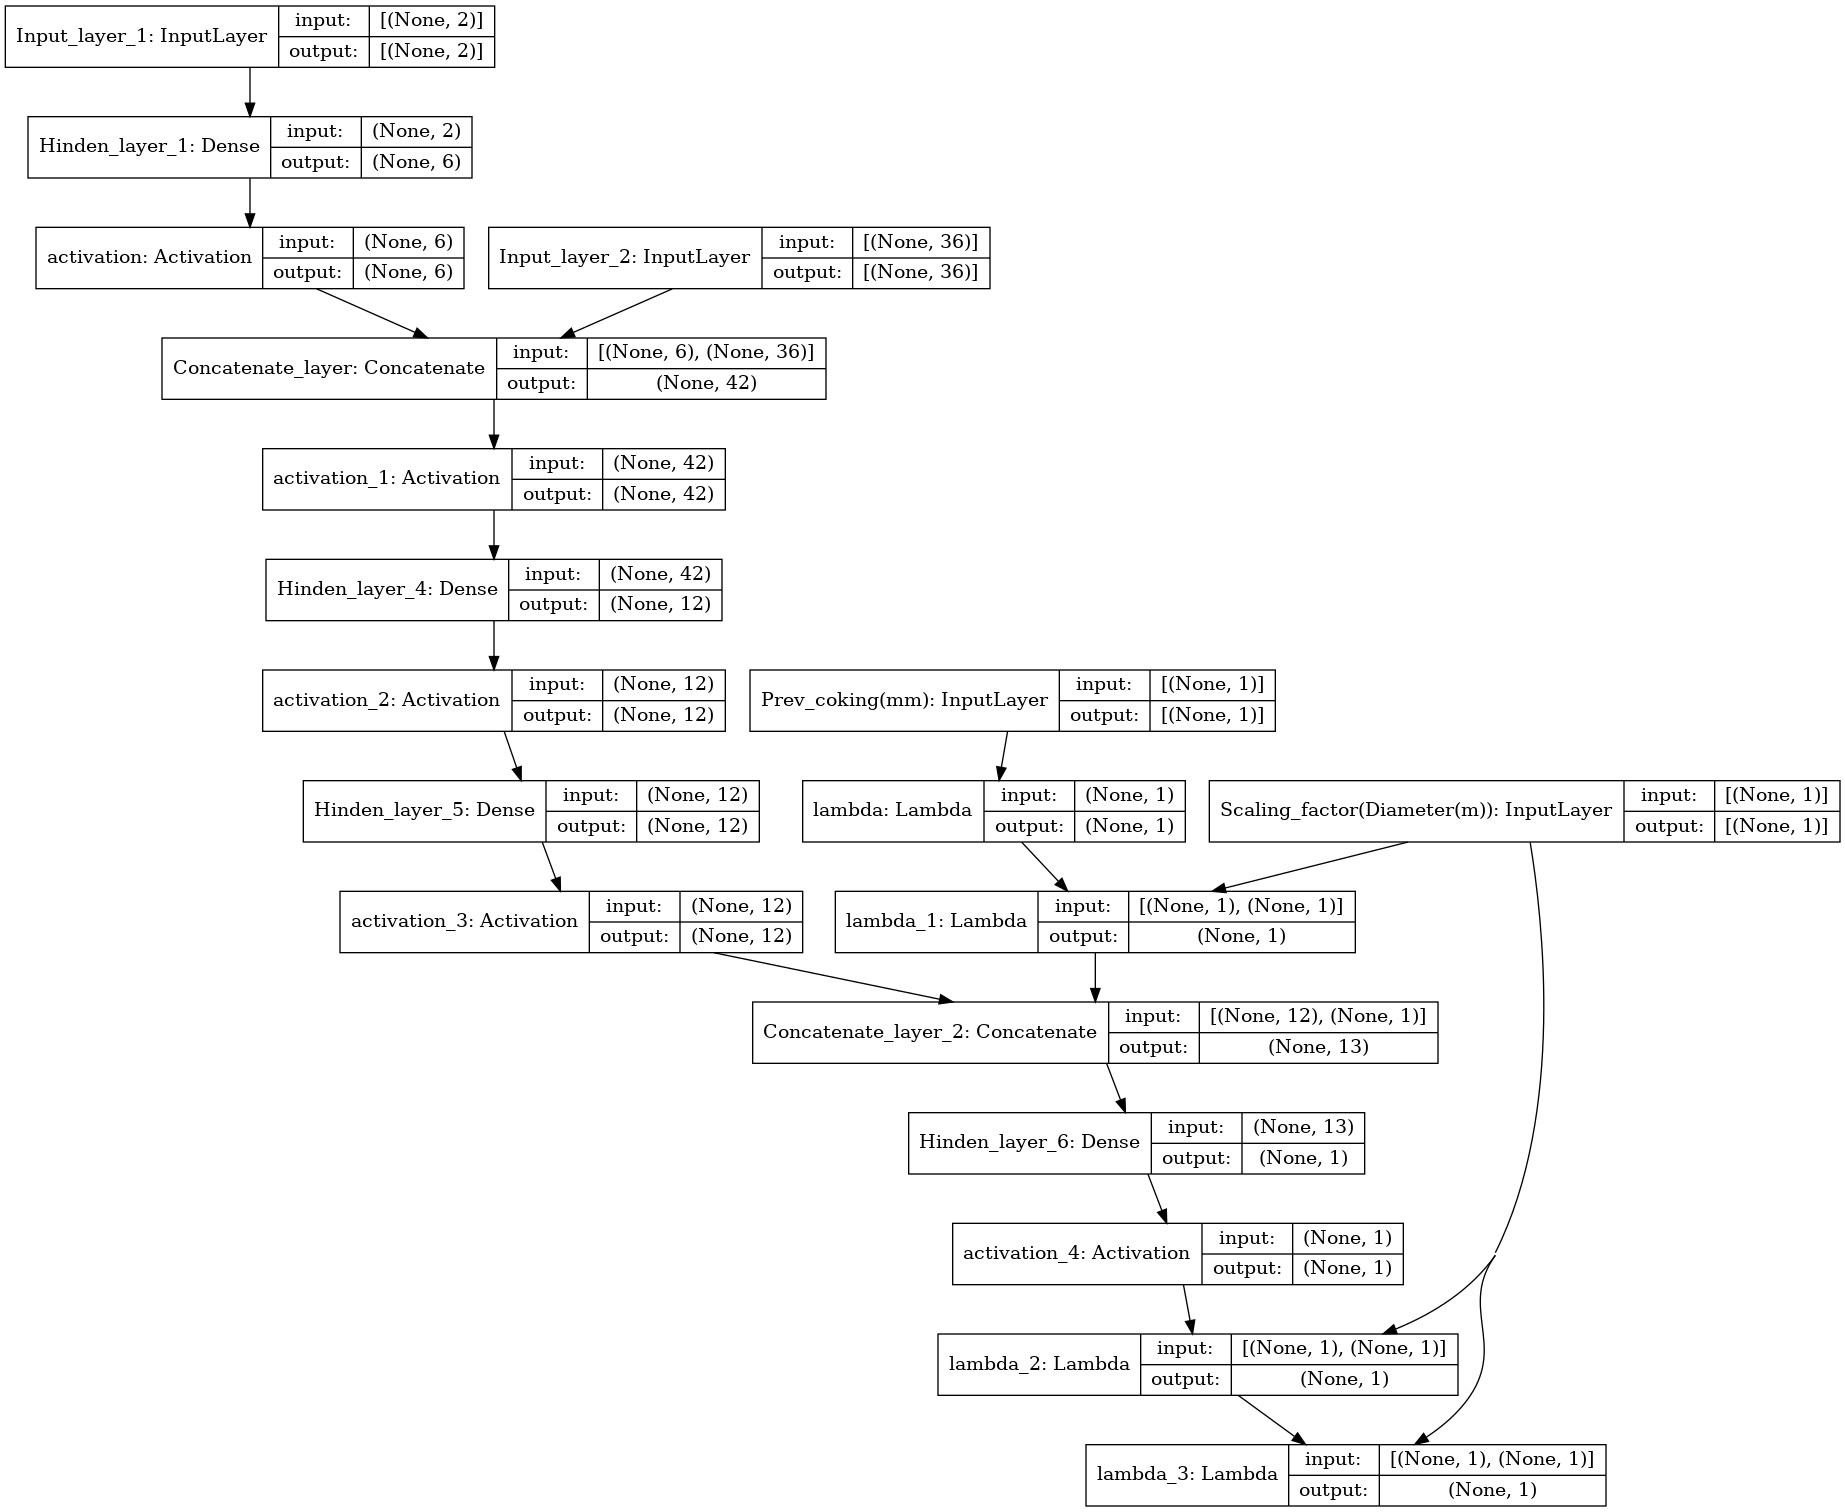 Input_layer_1: InputLayer
input:
[(None, 2)]
output:
[(None, 2)]
Hinden_layer_1: Dense
input:
(None, 2)
output:
(None, 6)
activation: Activation
input:
(None, 6)
output:
(None, 6)
Input_layer_2: InputLayer
input:
[(None, 36)]
output:
[(None, 36)]
Concatenate_layer: Concatenate
input:
[(None, 6), (None, 36)]
output:
(None, 42)
activation_1: Activation
input:
(None, 42)
output:
(None, 42)
Hinden_layer_4: Dense
input:
(None, 42)
output:
(None, 12)
activation_2: Activation
input:
(None, 12)
output:
(None, 12)
Prev_coking(mm): InputLayer
input:
[(None, 1)]
output:
[(None, 1)]
Hinden_layer_5: Dense
input:
(None, 12)
output:
(None, 12)
lambda: Lambda
input:
(None, 1)
output:
(None, 1)
Scaling_factor(Diameter(m)): InputLayer
input:
[(None, 1)]
output:
[(None, 1)]
activation_3: Activation
input:
(None, 12)
output:
(None, 12)
lambda_1: Lambda
input:
[(None, 1), (None, 1)]
output:
(None, 1)
Concatenate_layer_2: Concatenate
input:
[(None, 12), (None, 1)]
output:
(None, 13)
Hinden_layer_6: Dense
input:
(None, 13)
output:
(None, 1)
activation_4: Activation
input:
(None, 1)
output:
(None, 1)
lambda_2: Lambda
input:
[(None, 1), (None, 1)]
output:
(None, 1)
lambda_3: Lambda
input:
[(None, 1), (None, 1)]
output:
(None, 1)